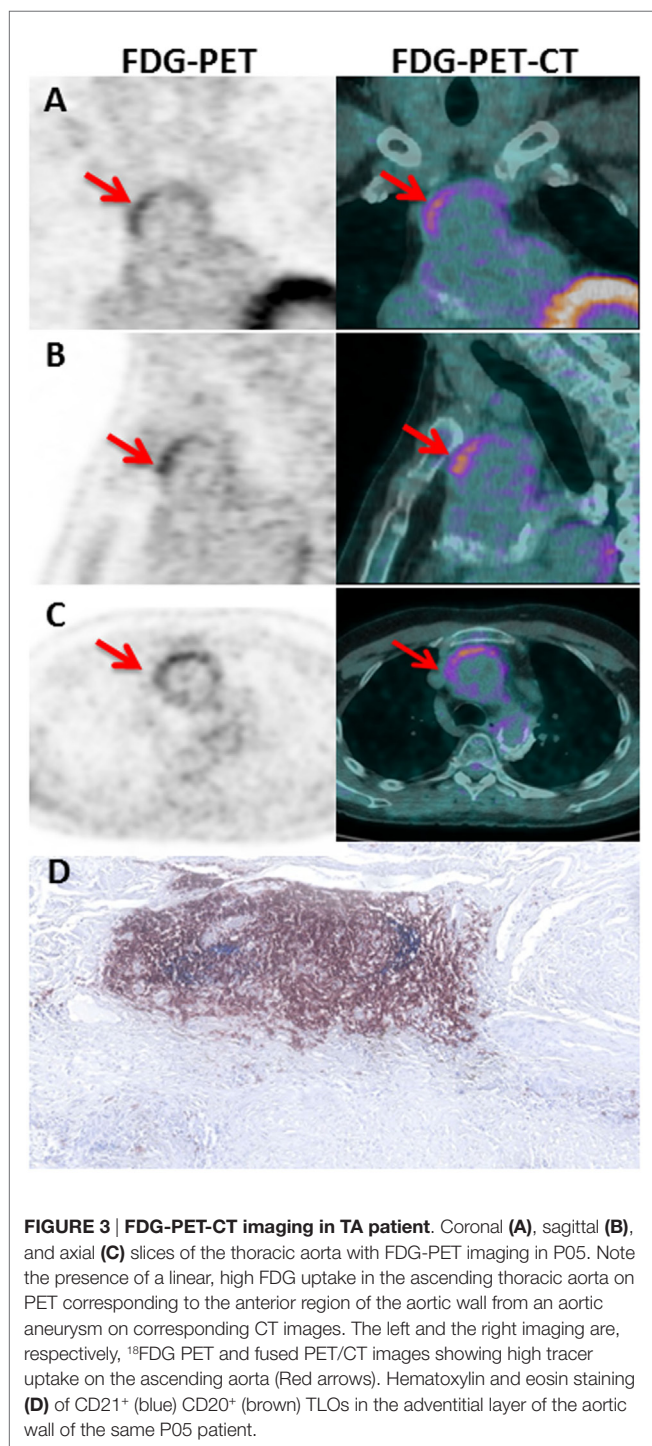 FDG-PET FDG-PET-CT
A
B
C
D
FIGURE 3 | FDG-PET-CT imaging in TA patient. Coronal (A), sagittal (B),
and axial (C) slices of the thoracic aorta with FDG-PET imaging in P05. Note
the presence of a linear, high FDG uptake in the ascending thoracic aorta on
PET corresponding to the anterior region of the aortic wall from an aortic
aneurysm on corresponding CT images. The left and the right imaging are,
respectively, ¹⁸FDG PET and fused PET/CT images showing high tracer
uptake on the ascending aorta (Red arrows). Hematoxylin and eosin staining
(D) of CD21⁺ (blue) CD20⁺ (brown) TLOs in the adventitial layer of the aortic
wall of the same P05 patient.